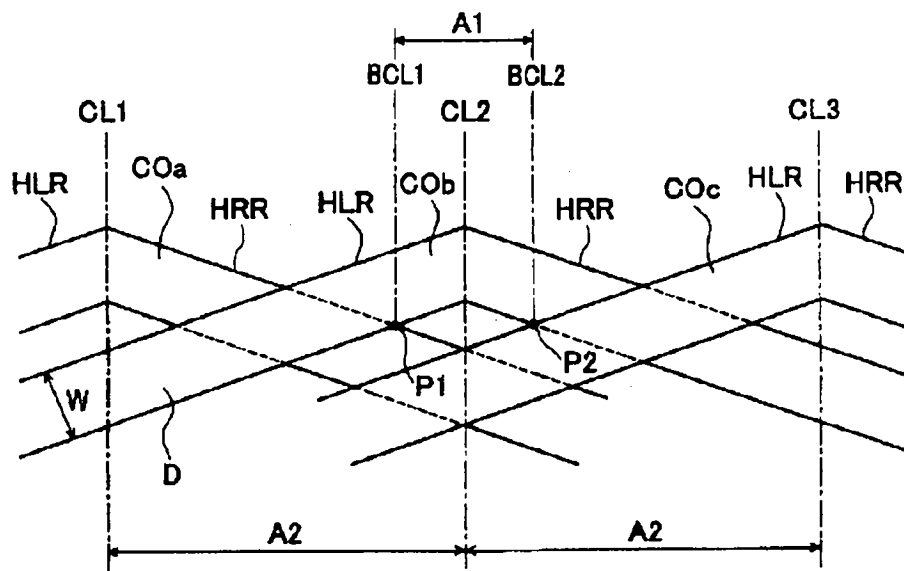 A1
BCL1 BCL2
CL1 CL2 CL3
HLR COa HRR HLR COb HRR COc HLR HRR
P1 P2
W
D
A2 A2